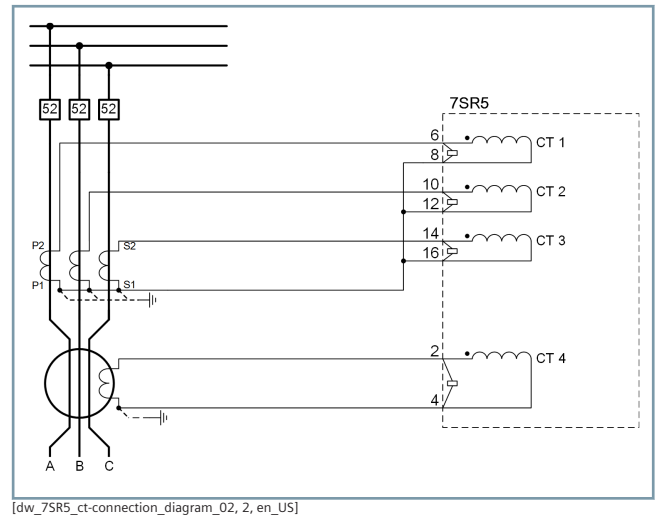 52 52 52
7SR5
6
CT 1
8
10
CT 2
12
14
CT 3
P2
S2
16
P1
S1
2
CT 4
4
A B C
[dw_7SR5_ct-connection_diagram_02, 2, en_US]